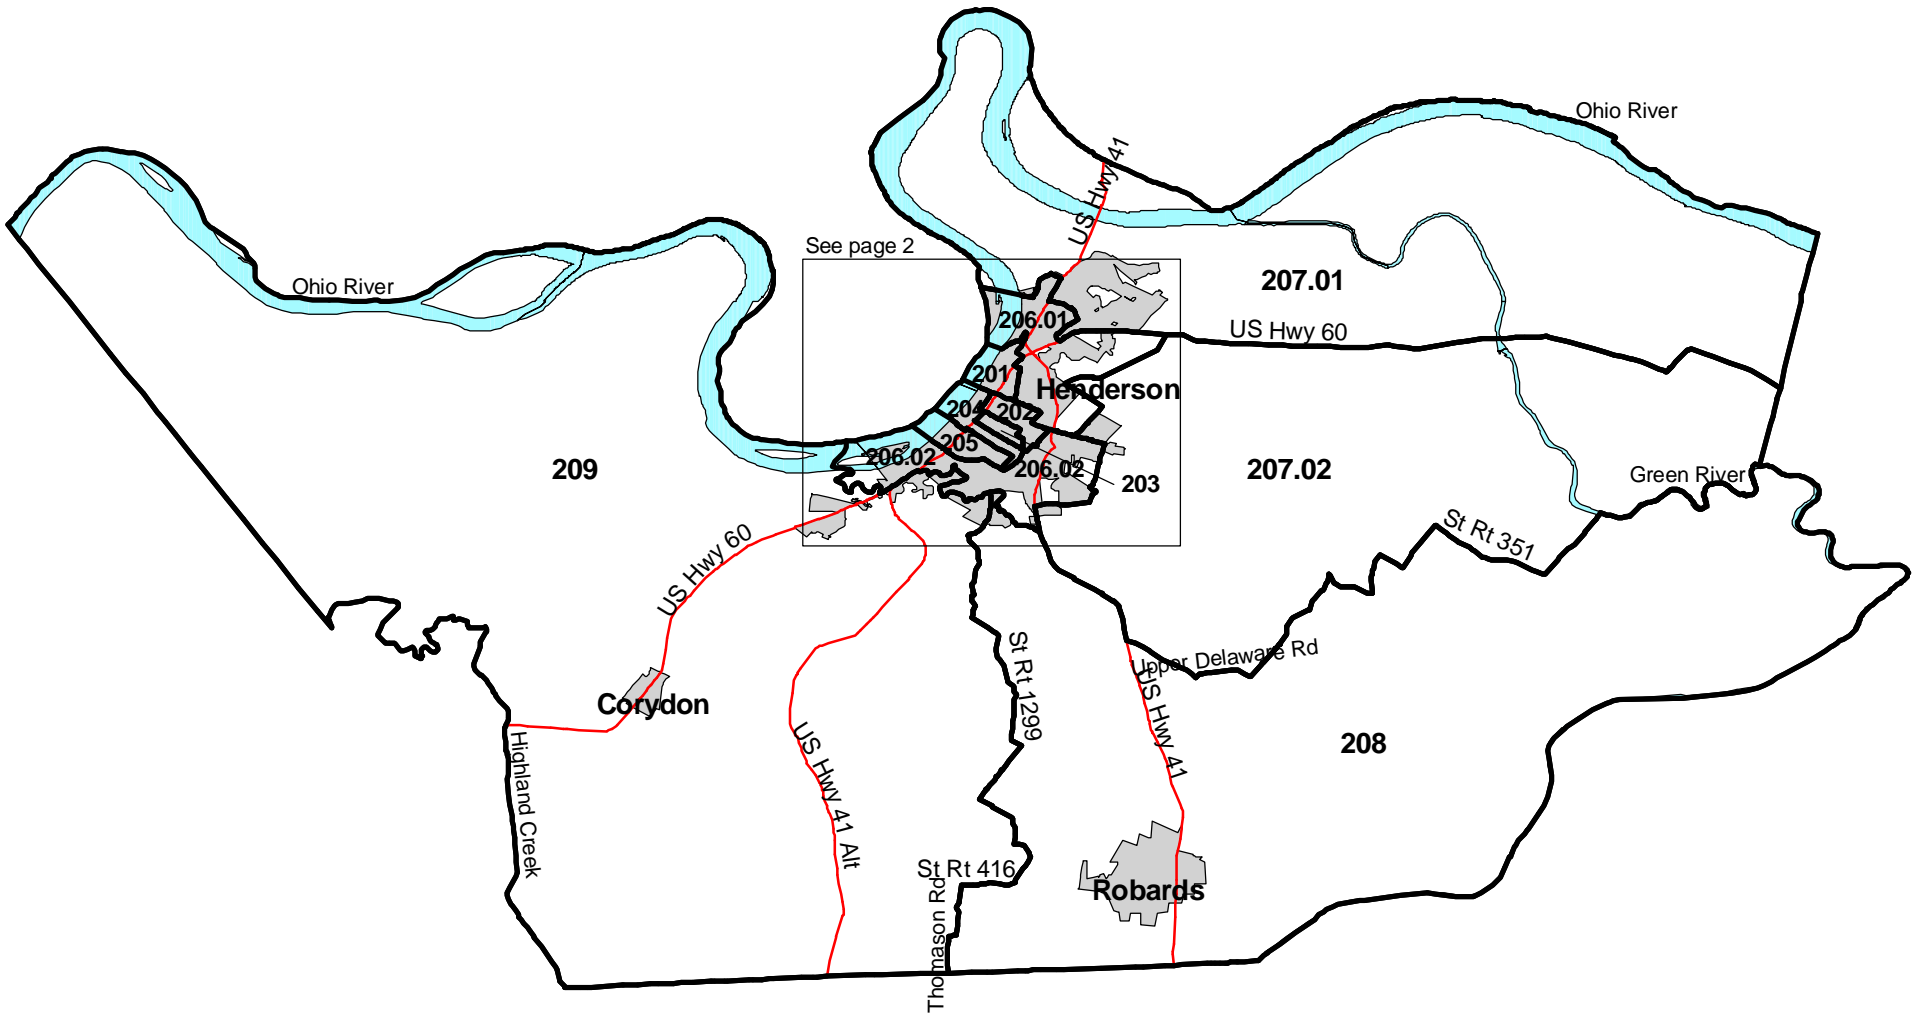 Ohio River
US Hwy 41
See page 2
Ohio River
207.01
206.01
US Hwy 60
201
Henderson
204
202
205
209
206.02
206.02
207.02
203
Green River
St Rt 351
US Hwy 60
St Rt 1299
Upper Delaware Rd
Corydon
US Hwy 41
Highland Creek
US Hwy 41 Alt
208
St Rt 416
Robards
Thomason Rd